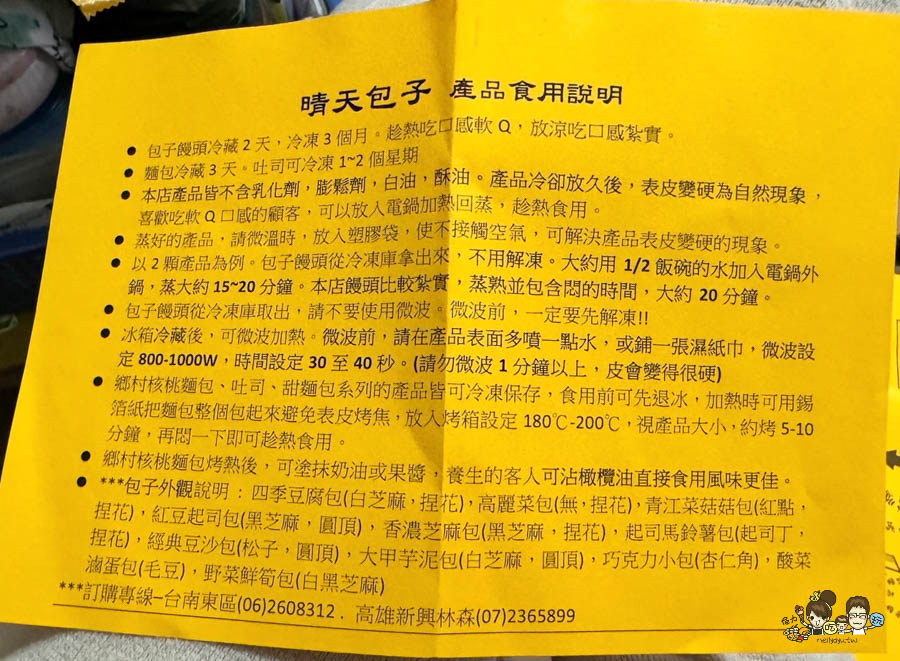 晴天包子 產品食用說明
● 包子饅頭冷藏 2 天，冷凍 3 個月。趁熱吃口感軟 Q，放涼吃口感紮實。
● 麵包冷藏 3 天。吐司可冷凍 1~2 個星期
● 本店產品皆不含乳化劑，膨鬆劑，白油，酥油。產品冷卻放久後，表皮變硬為自然現象，
喜歡吃軟 Q 口感的顧客，可以放入電鍋加熱回蒸，趁熱食用。
● 蒸好的產品，請微溫時，放入塑膠袋，使不接觸空氣，可解決產品表皮變硬的現象。
● 以 2 顆產品為例。包子饅頭從冷凍庫拿出來，不用解凍。大約用 1/2 飯碗的水加入電鍋外
鍋，蒸大約 15~20 分鐘。本店饅頭比較紮實，蒸熟並包含悶的時間，大約 20 分鐘。
● 包子饅頭從冷凍庫取出，請不要使用微波。微波前，一定要先解凍!!
● 冰箱冷藏後，可微波加熱。微波前，請在產品表面多噴一點水，或鋪一張濕紙巾，微波設
定 800-1000W，時間設定 30 至 40 秒。(請勿微波 1 分鐘以上，皮會變得很硬)
● 鄉村核桃麵包、吐司、甜麵包系列的產品皆可冷凍保存，食用前可先退冰，加熱時可用錫
箔紙把麵包整個包起來避免表皮烤焦，放入烤箱設定 180℃-200℃，視產品大小，約烤 5-10
分鐘，再悶一下即可趁熱食用。
● 鄉村核桃麵包烤熱後，可塗抹奶油或果醬，養生的客人可沾橄欖油直接食用風味更佳。
● ***包子外觀說明：四季豆腐包(白芝麻，捏花)，高麗菜包(無，捏花)，青江菜菇菇包(紅點，
捏花)，紅豆起司包(黑芝麻，圓頂)，香濃芝麻包(黑芝麻，捏花)，起司馬鈴薯包(起司丁，
捏花)，經典豆沙包(松子，圓頂)，大甲芋泥包(白芝麻，圓頂)，巧克力小包(杏仁角)，酸菜
滷蛋包(毛豆)，野菜鮮筍包(白黑芝麻)
***訂購專線–台南東區(06)2608312 . 高雄新興林森(07)2365899